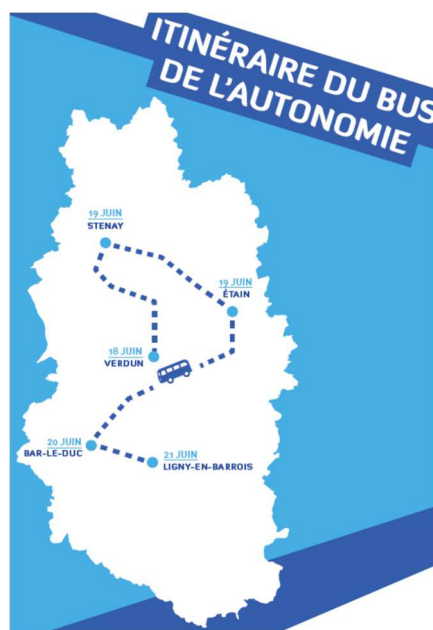 ITINÉRAIRE DU BUS
DE L'AUTONOMIE
19 JUIN
STENAY
19 JUIN
ÉTAIN
18 JUIN
VERDUN
20 JUIN
BAR-LE-DUC
21 JUIN
LIGNY-EN-BARROIS